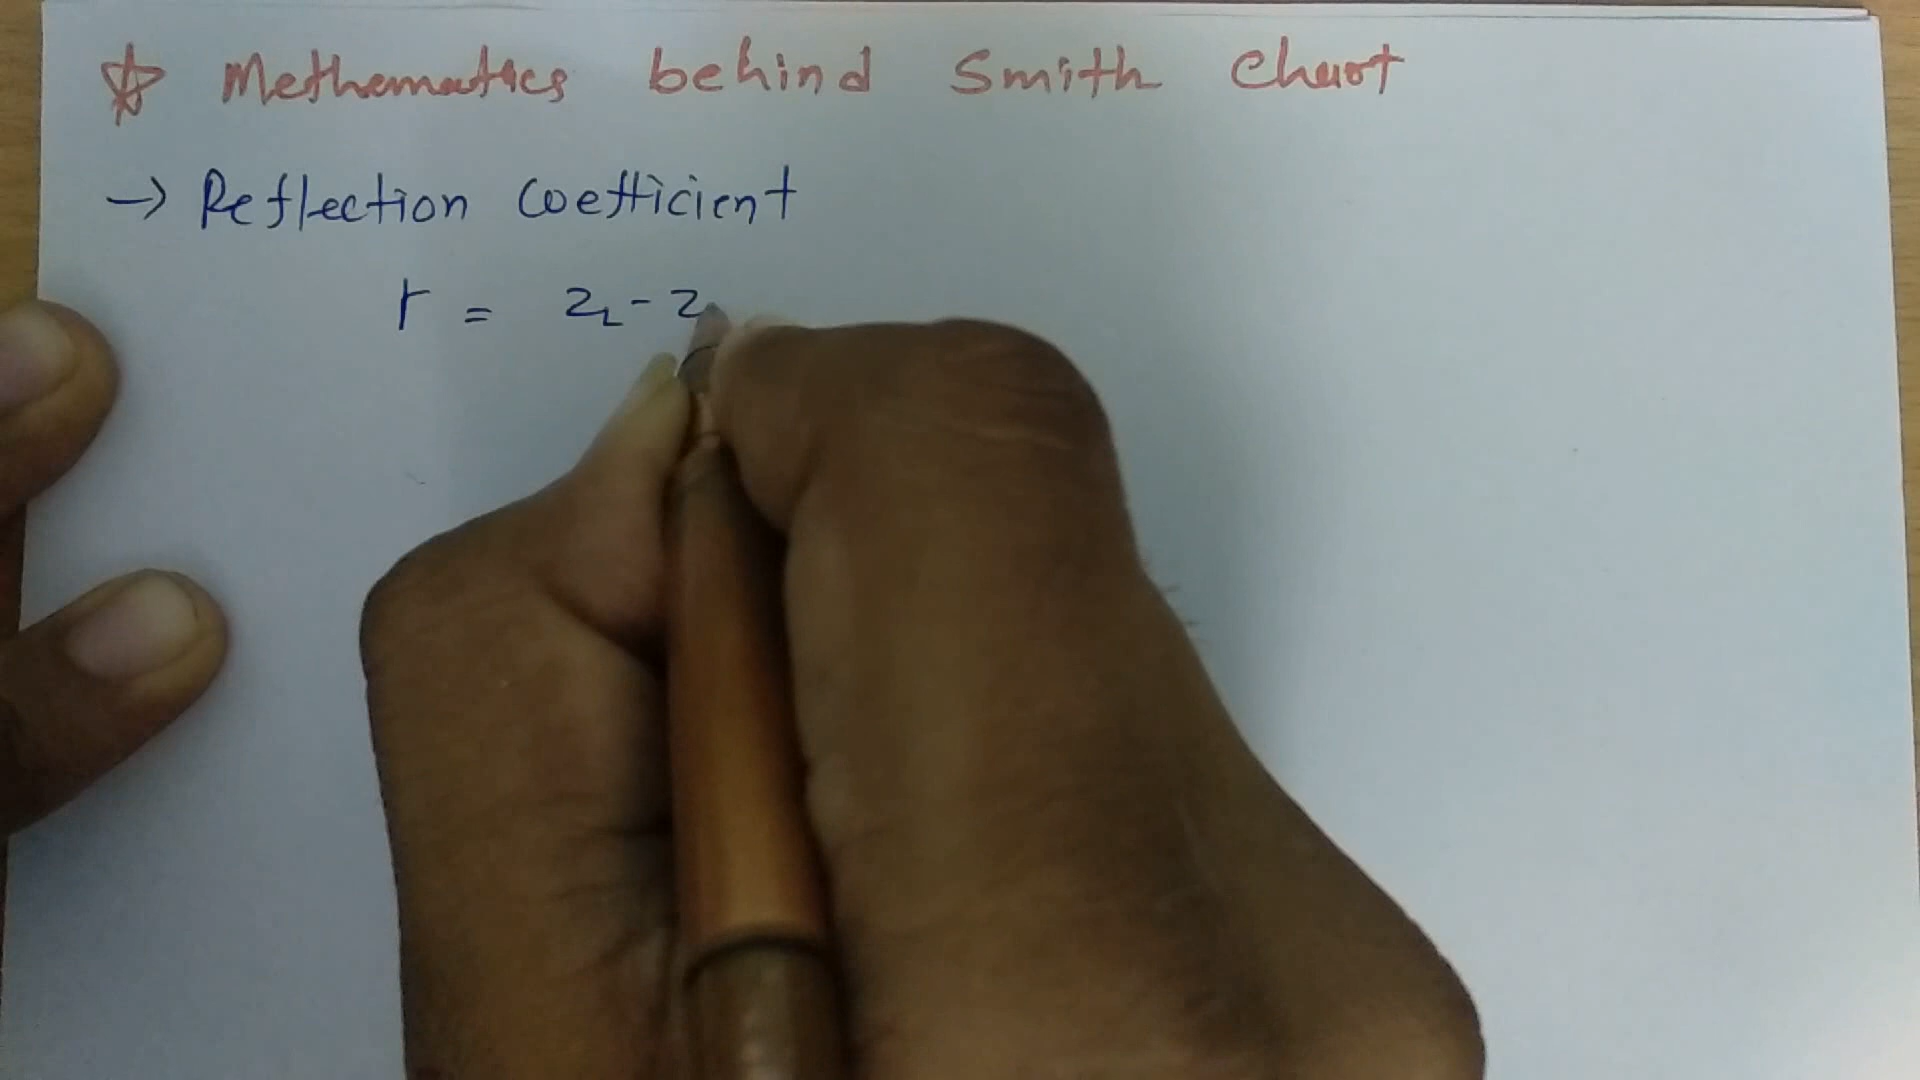 ☆ Methematics behind Smith Chart
→ Reflection Coefficient
Γ = Z_L - Z